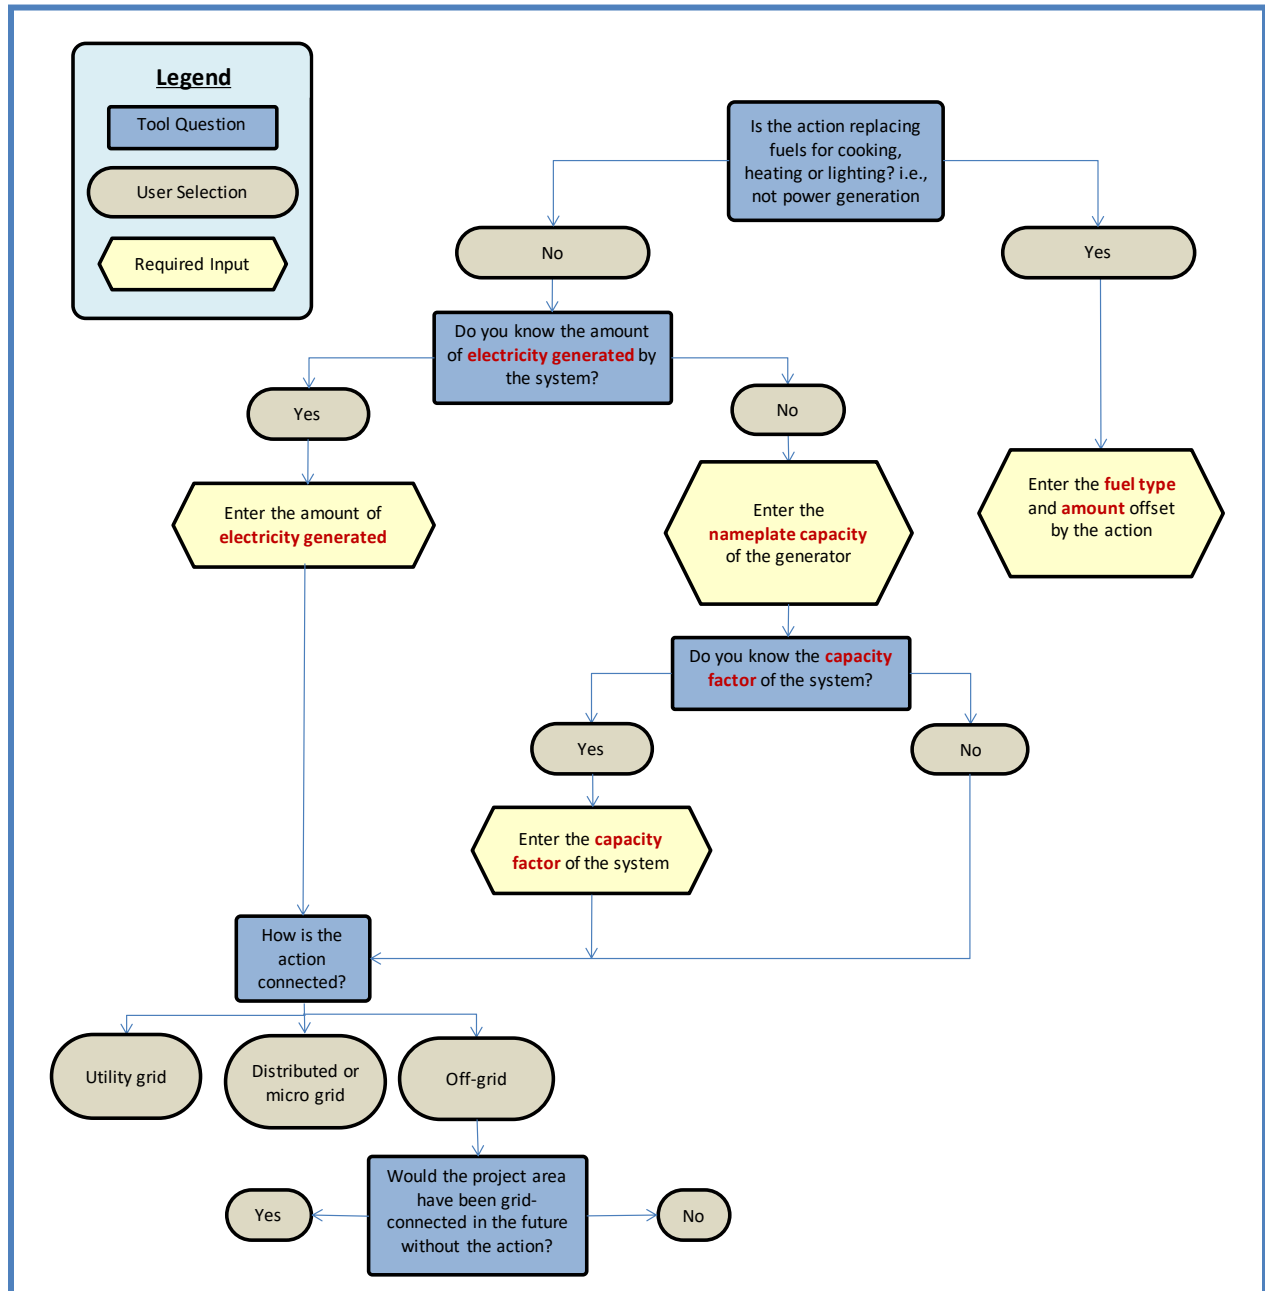 Legend
Tool Question
User Selection
Required Input
Is the action replacing
fuels for cooking,
heating or lighting? i.e.,
not power generation
No
Yes
Do you know the amount
of electricity generated by
the system?
Yes
No
Enter the amount of
electricity generated
Enter the
nameplate capacity
of the generator
Enter the fuel type
and amount offset
by the action
Do you know the capacity
factor of the system?
Yes
No
Enter the capacity
factor of the system
How is the
action
connected?
Utility grid
Distributed or
micro grid
Off-grid
Would the project area
have been grid-
connected in the future
without the action?
Yes
No